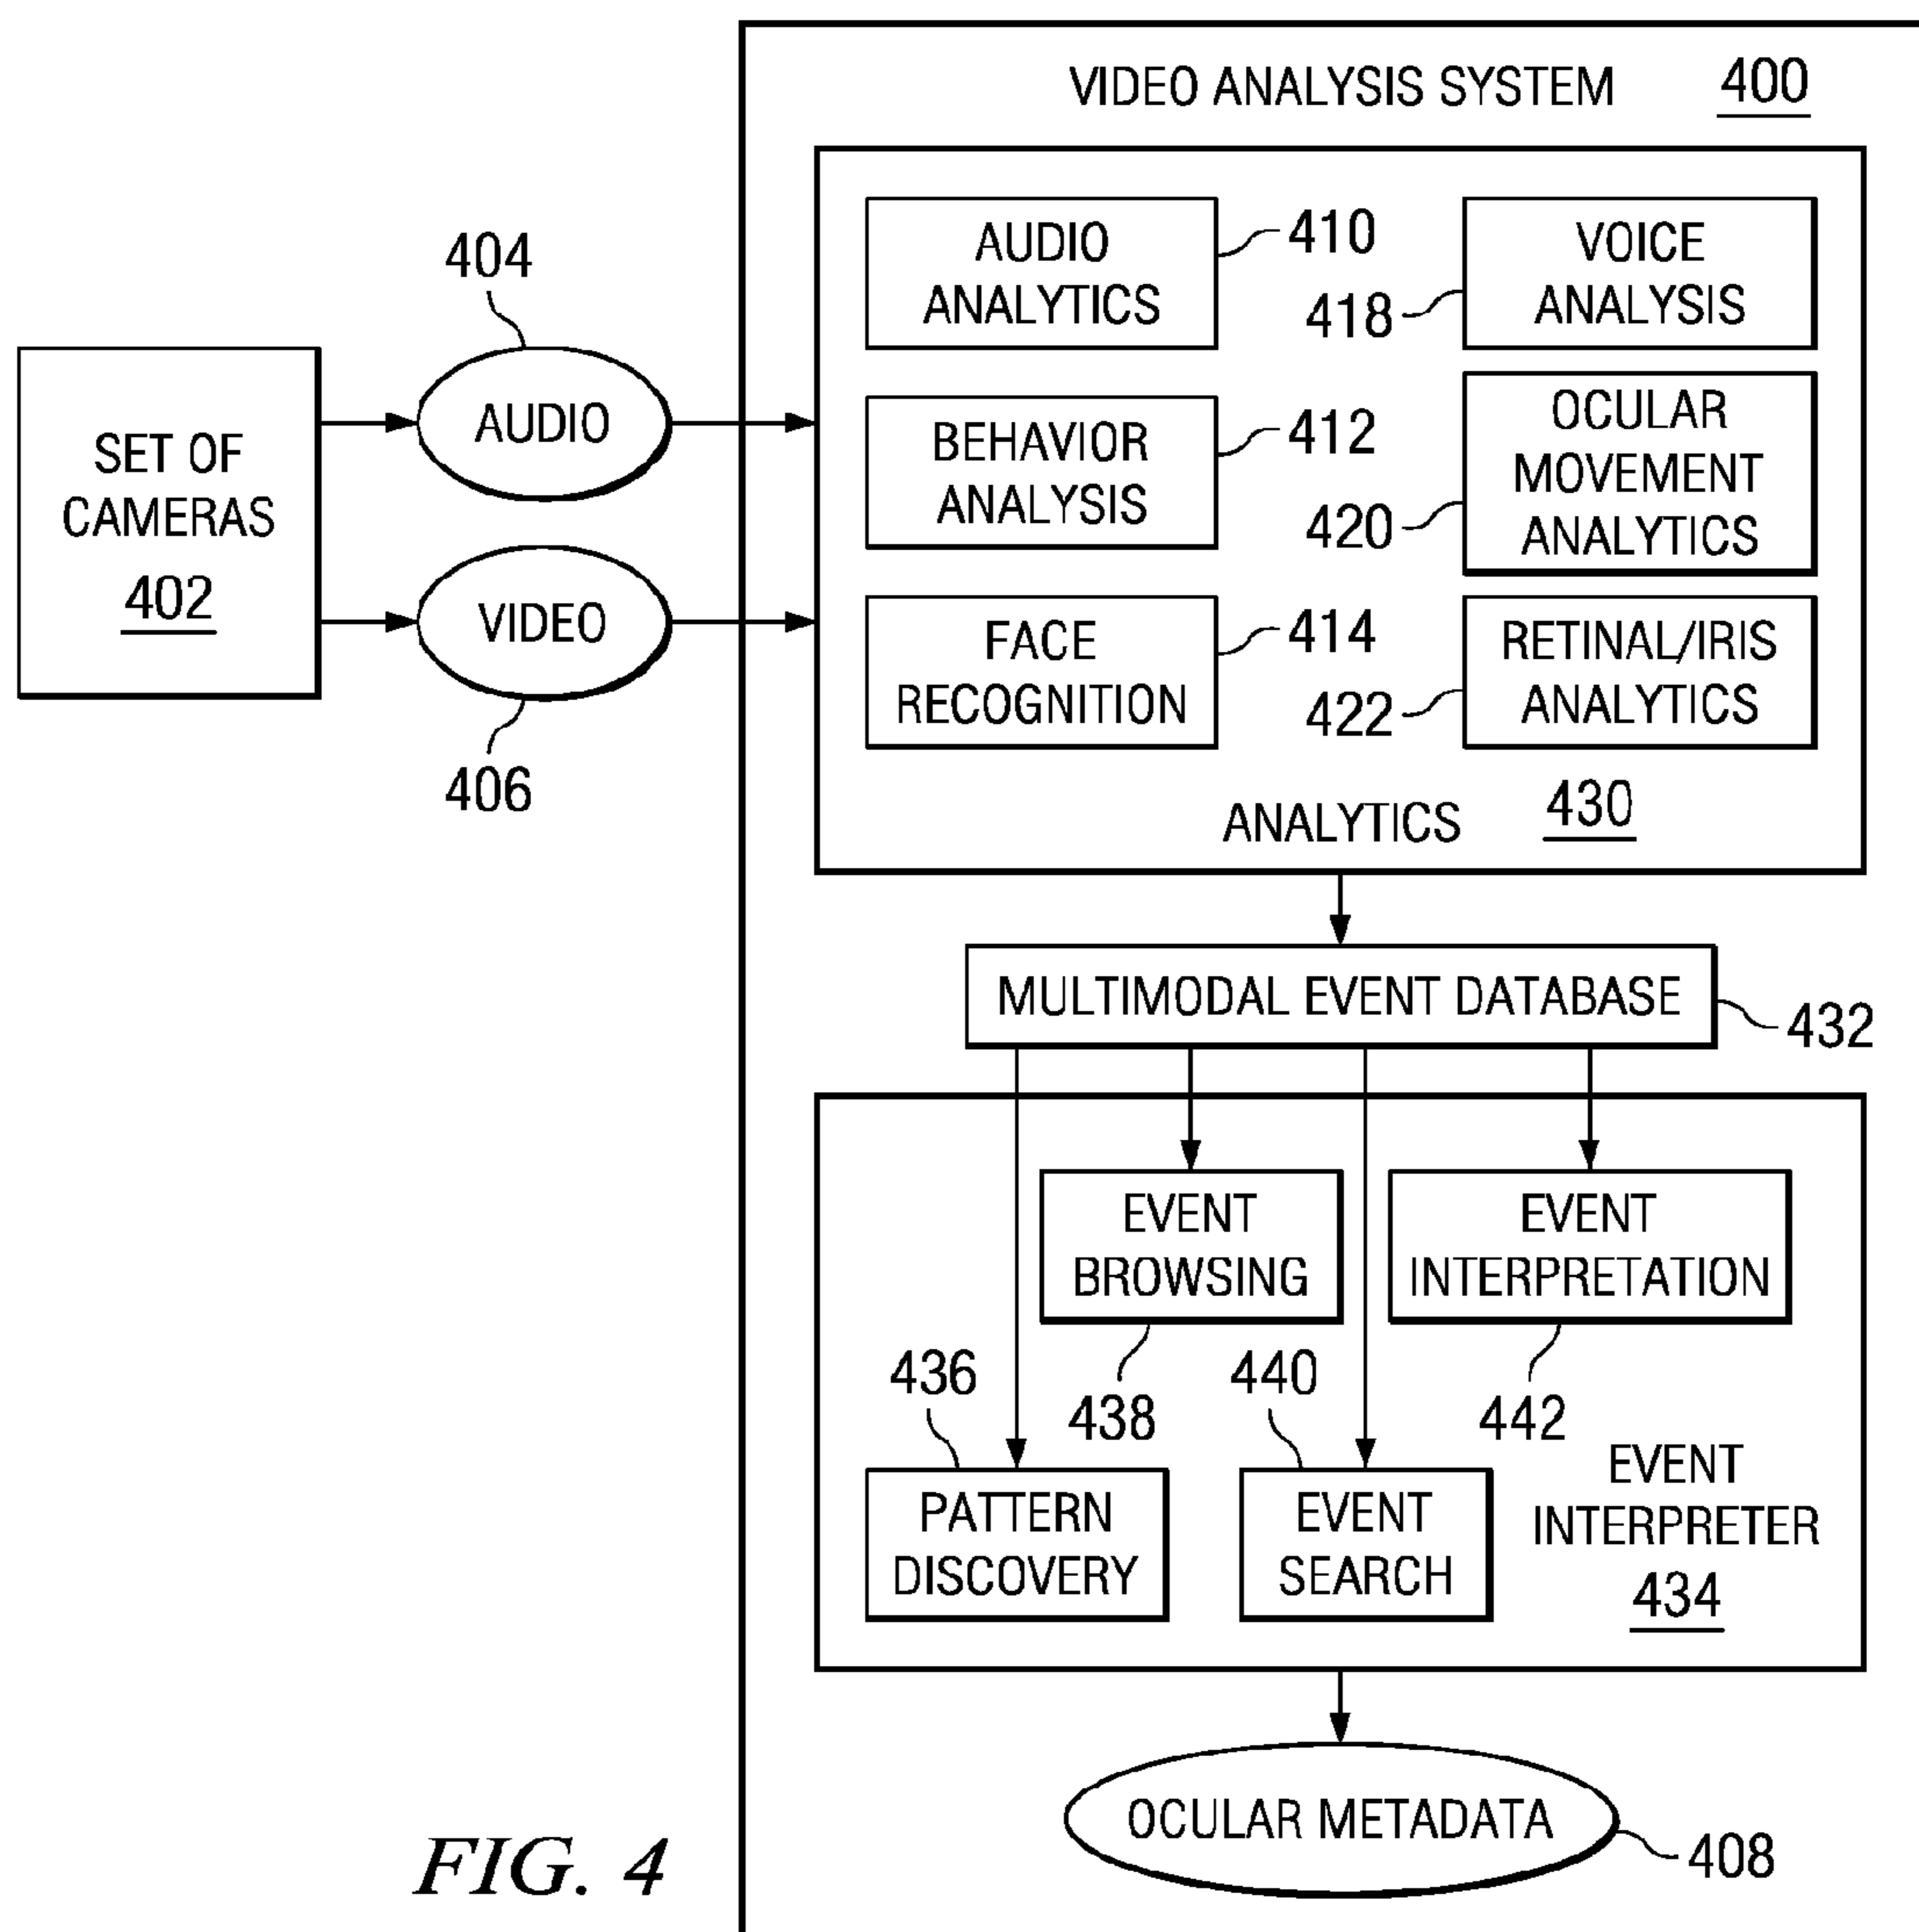 VIDEO ANALYSIS SYSTEM 400
SET OF
CAMERAS
402
404
AUDIO
VIDEO
406
AUDIO
ANALYTICS
410
VOICE
ANALYSIS
418
BEHAVIOR
ANALYSIS
412
OCULAR
MOVEMENT
ANALYTICS
420
FACE
RECOGNITION
414
RETINAL/IRIS
ANALYTICS
422
ANALYTICS 430
MULTIMODAL EVENT DATABASE
432
EVENT
BROWSING
438
EVENT
INTERPRETATION
442
436
PATTERN
DISCOVERY
440
EVENT
SEARCH
EVENT
INTERPRETER
434
OCULAR METADATA
408
FIG. 4